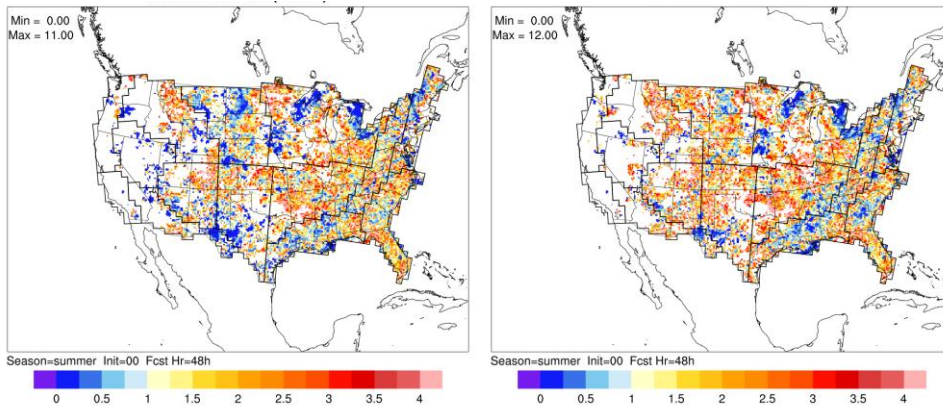 Min = 0.00
Max = 11.00
Season=summer Init=00 Fcst Hr=48h
0 0.5 1 1.5 2 2.5 3 3.5 4
Min = 0.00
Max = 12.00
Season=summer Init=00 Fcst Hr=48h
0 0.5 1 1.5 2 2.5 3 3.5 4